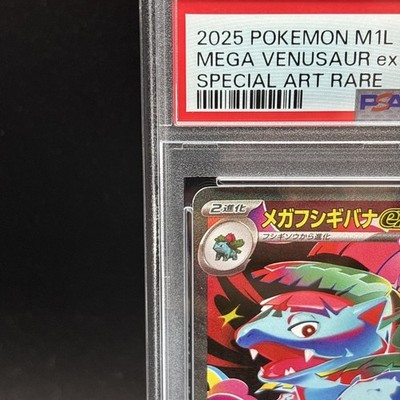 2025 POKEMON M1L
MEGA VENUSAUR ex
SPECIAL ART RARE
PSA
2進化
メガフシギバナex
フシギソウから進化